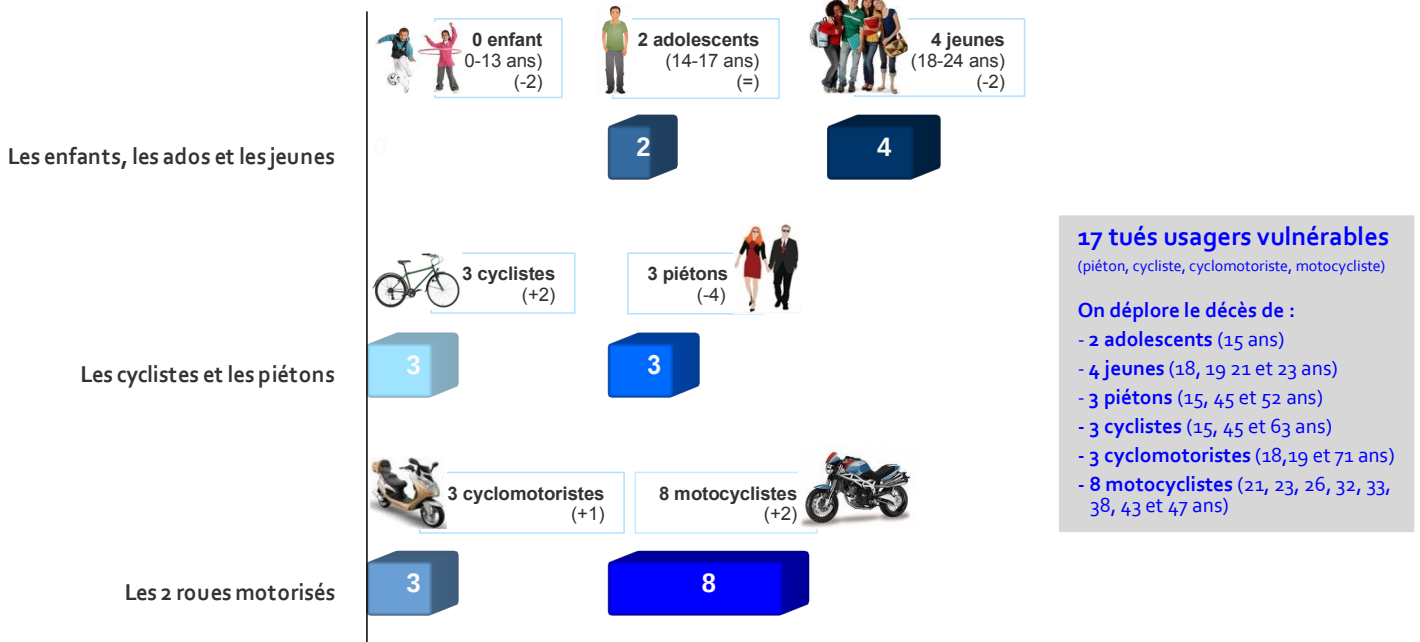 0 enfant
0-13 ans)
(-2)
2 adolescents
(14-17 ans)
(=)
4 jeunes
(18-24 ans)
(-2)
Les enfants, les ados et les jeunes
0
2
4
3 cyclistes
(+2)
3 piétons
(-4)
Les cyclistes et les piétons
3
3
3 cyclomotoristes
(+1)
8 motocyclistes
(+2)
Les 2 roues motorisés
3
8
17 tués usagers vulnérables
(piéton, cycliste, cyclomotoriste, motocycliste)
On déplore le décès de :
- 2 adolescents (15 ans)
- 4 jeunes (18, 19 21 et 23 ans)
- 3 piétons (15, 45 et 52 ans)
- 3 cyclistes (15, 45 et 63 ans)
- 3 cyclomotoristes (18,19 et 71 ans)
- 8 motocyclistes (21, 23, 26, 32, 33,
38, 43 et 47 ans)